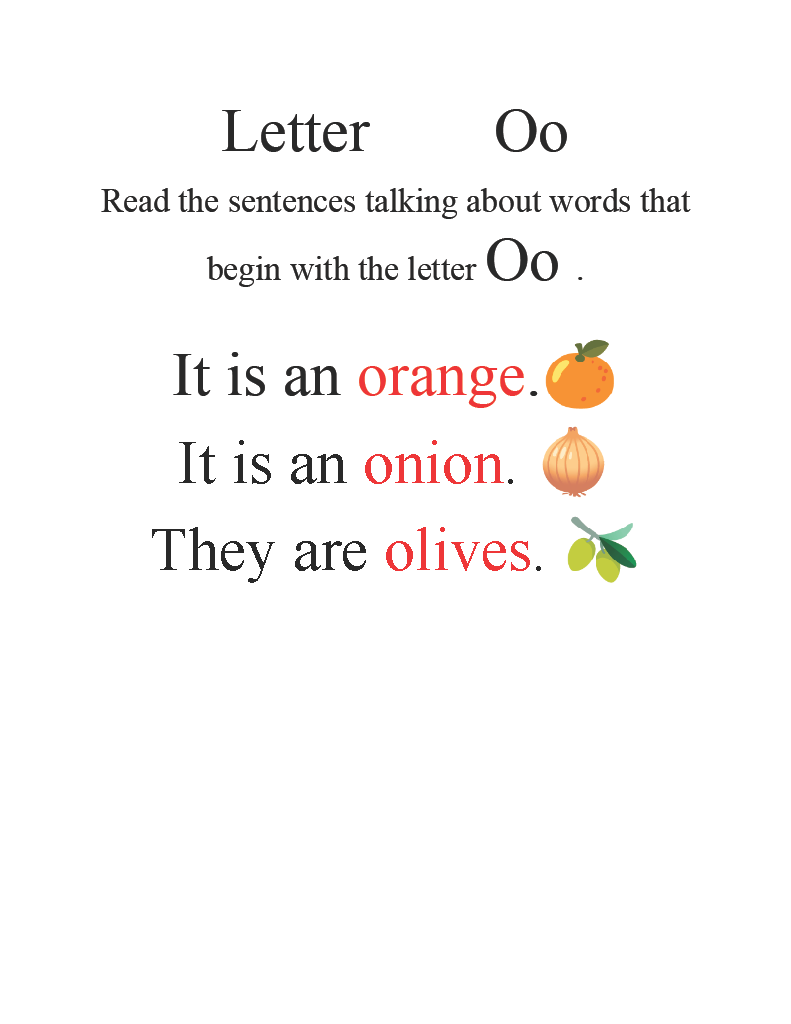 Letter Oo
Read the sentences talking about words that
begin with the letter Oo .
It is an orange.
It is an onion.
They are olives.